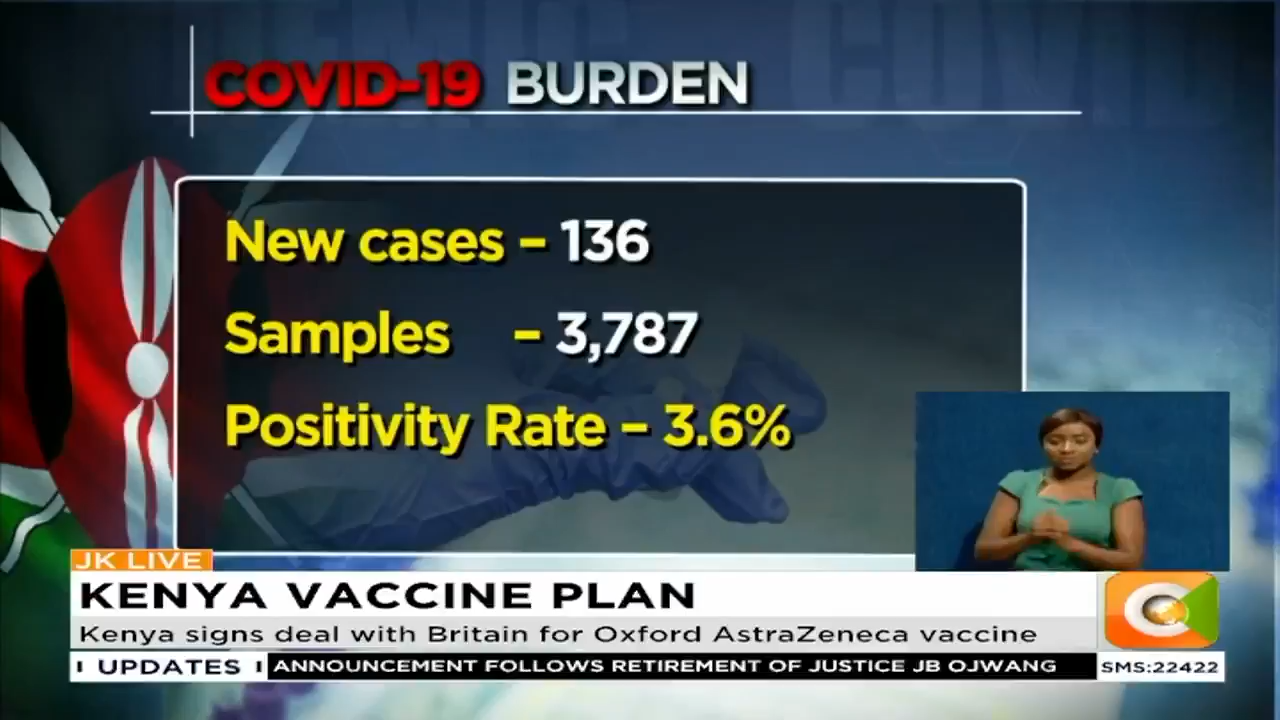 COVID-19 BURDEN
New cases – 136
Samples – 3,787
Positivity Rate – 3.6%
JK LIVE
KENYA VACCINE PLAN
Kenya signs deal with Britain for Oxford AstraZeneca vaccine
UPDATES ANNOUNCEMENT FOLLOWS RETIREMENT OF JUSTICE JB OJWANG SMS:22422